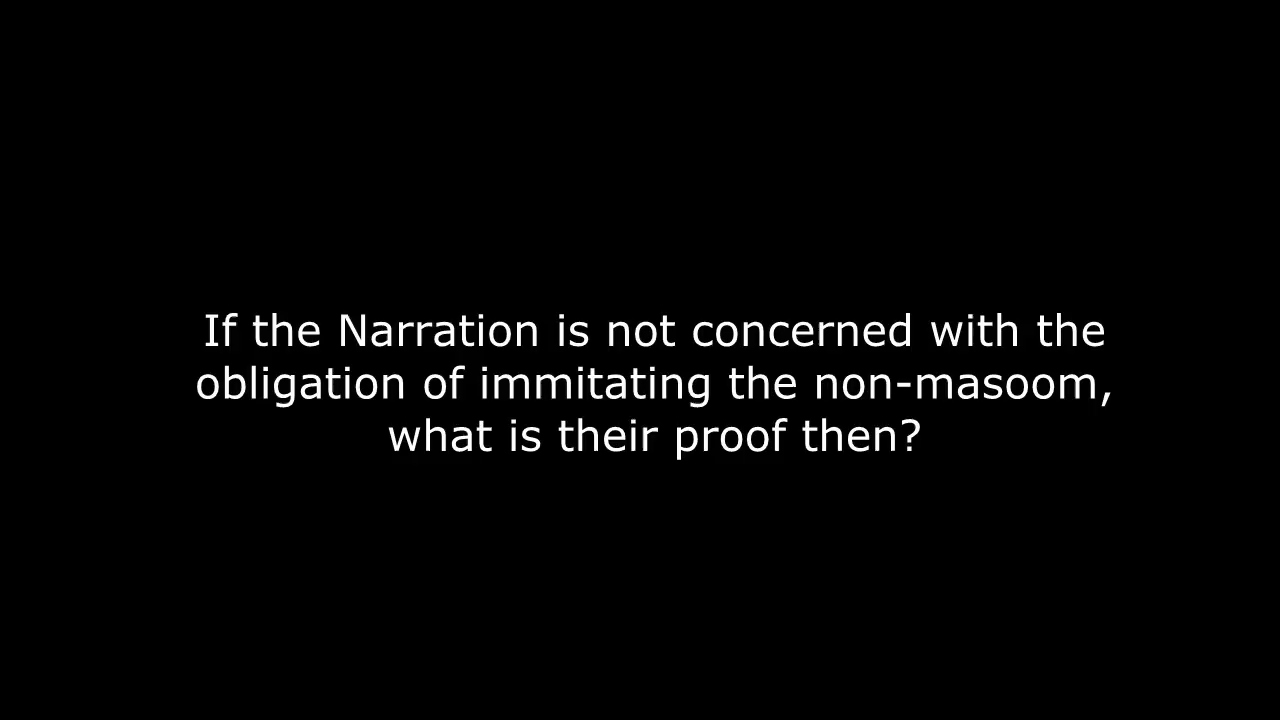 If the Narration is not concerned with the
obligation of immitating the non-masoom,
what is their proof then?